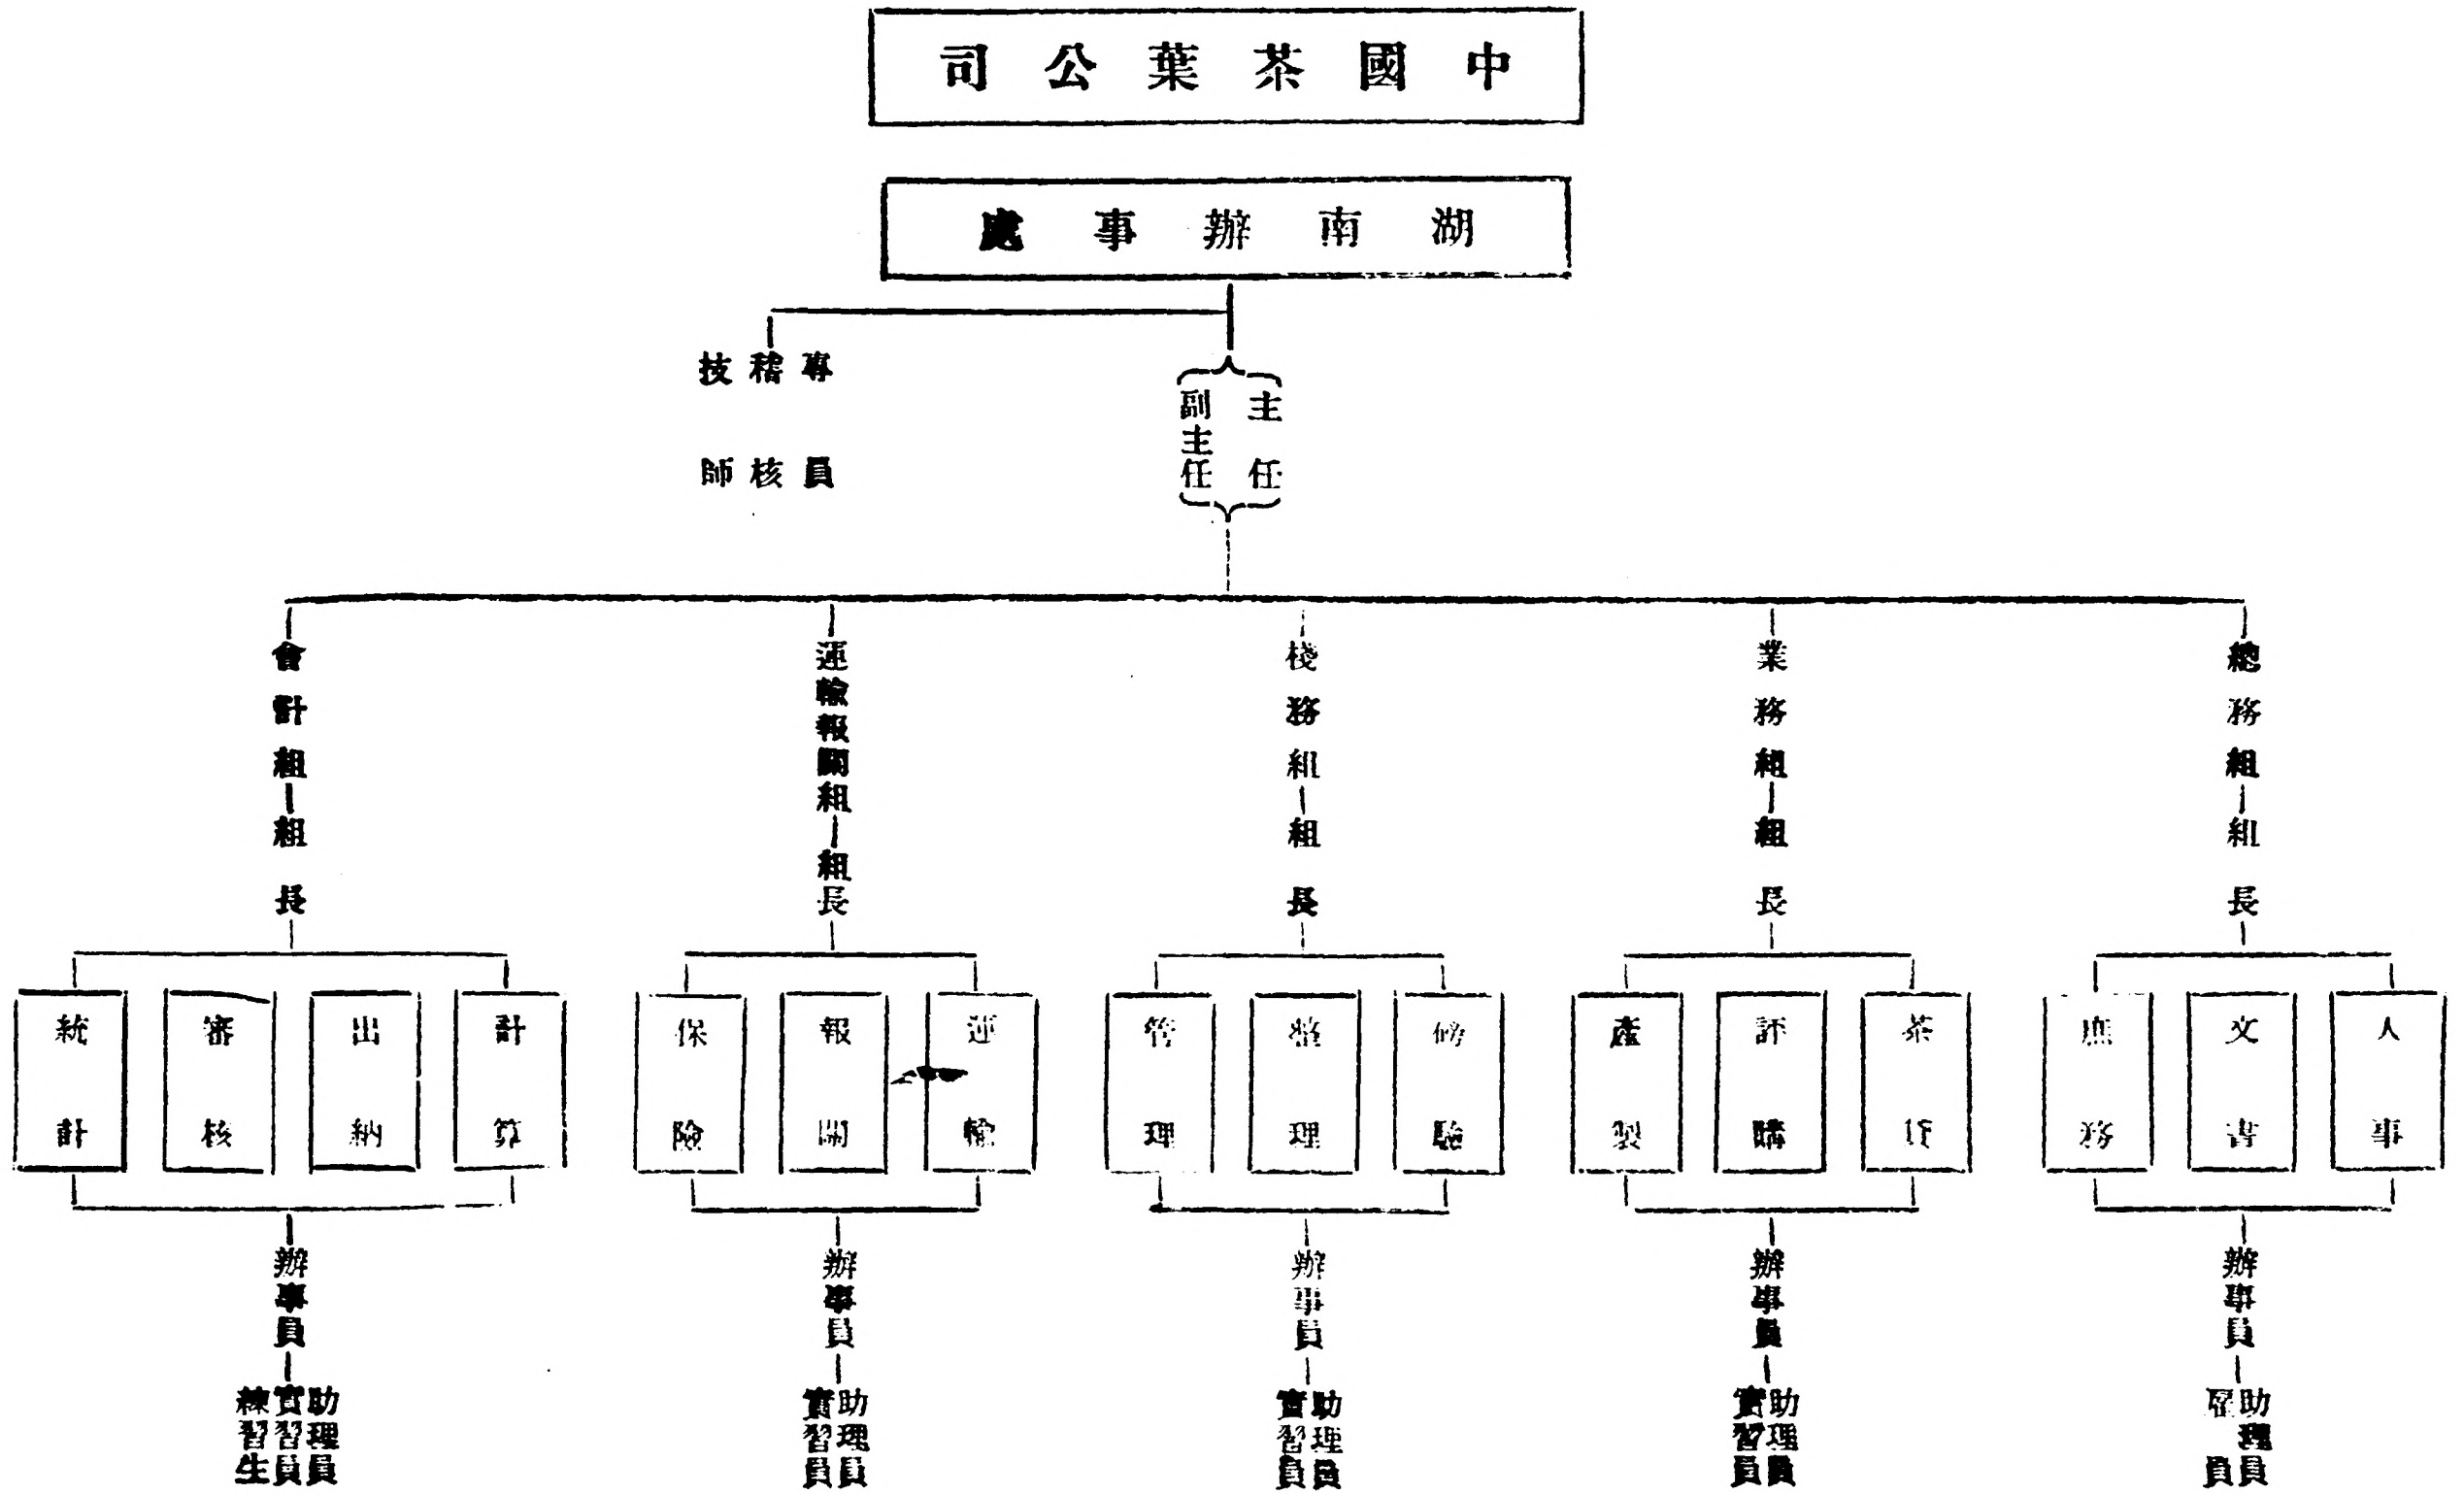 中國茶葉公司
湖南辦事處
主任
副主任
專員
稽核
技師
總務組
組長
業務組
組長
棧務組
組長
運輸報關組
組長
會計組
組長
人事
文書
庶務
茶貨
評購
產製
磅驗
整理
管理
運輸
報關
保險
計算
出納
審核
統計
辦事員
助理員
雇員
辦事員
助理員
實習員
辦事員
助理員
實習員
辦事員
助理員
實習員
辦事員
助理員
實習員
練習生